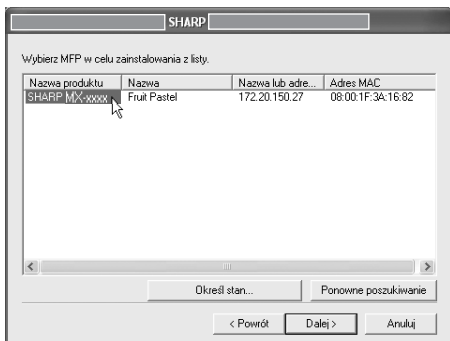 SHARP
Wybierz MFP w celu zainstalowania z listy.
Nazwa produktu Nazwa Nazwa lub adre... Adres MAC
SHARP MX-xxxx Fruit Pastel 172.20.150.27 08:00:1F:3A:16:82
Określ stan... Ponowne poszukiwanie
< Powrót Dalej > Anuluj